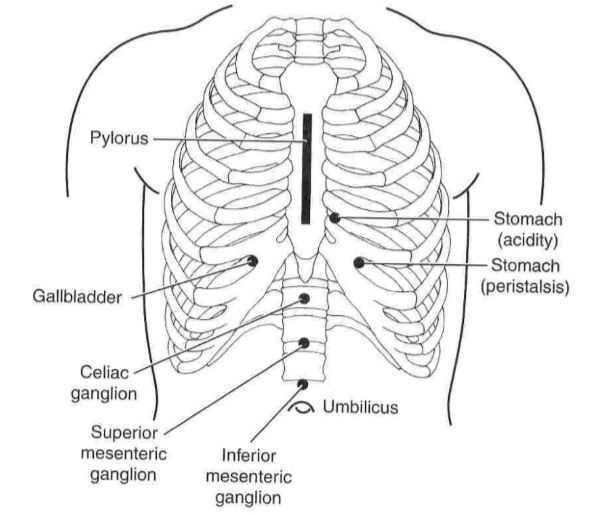 Pylorus
Stomach
(acidity)
Stomach
(peristalsis)
Gallbladder
Celiac
ganglion
Umbilicus
Superior
mesenteric
ganglion
Inferior
mesenteric
ganglion